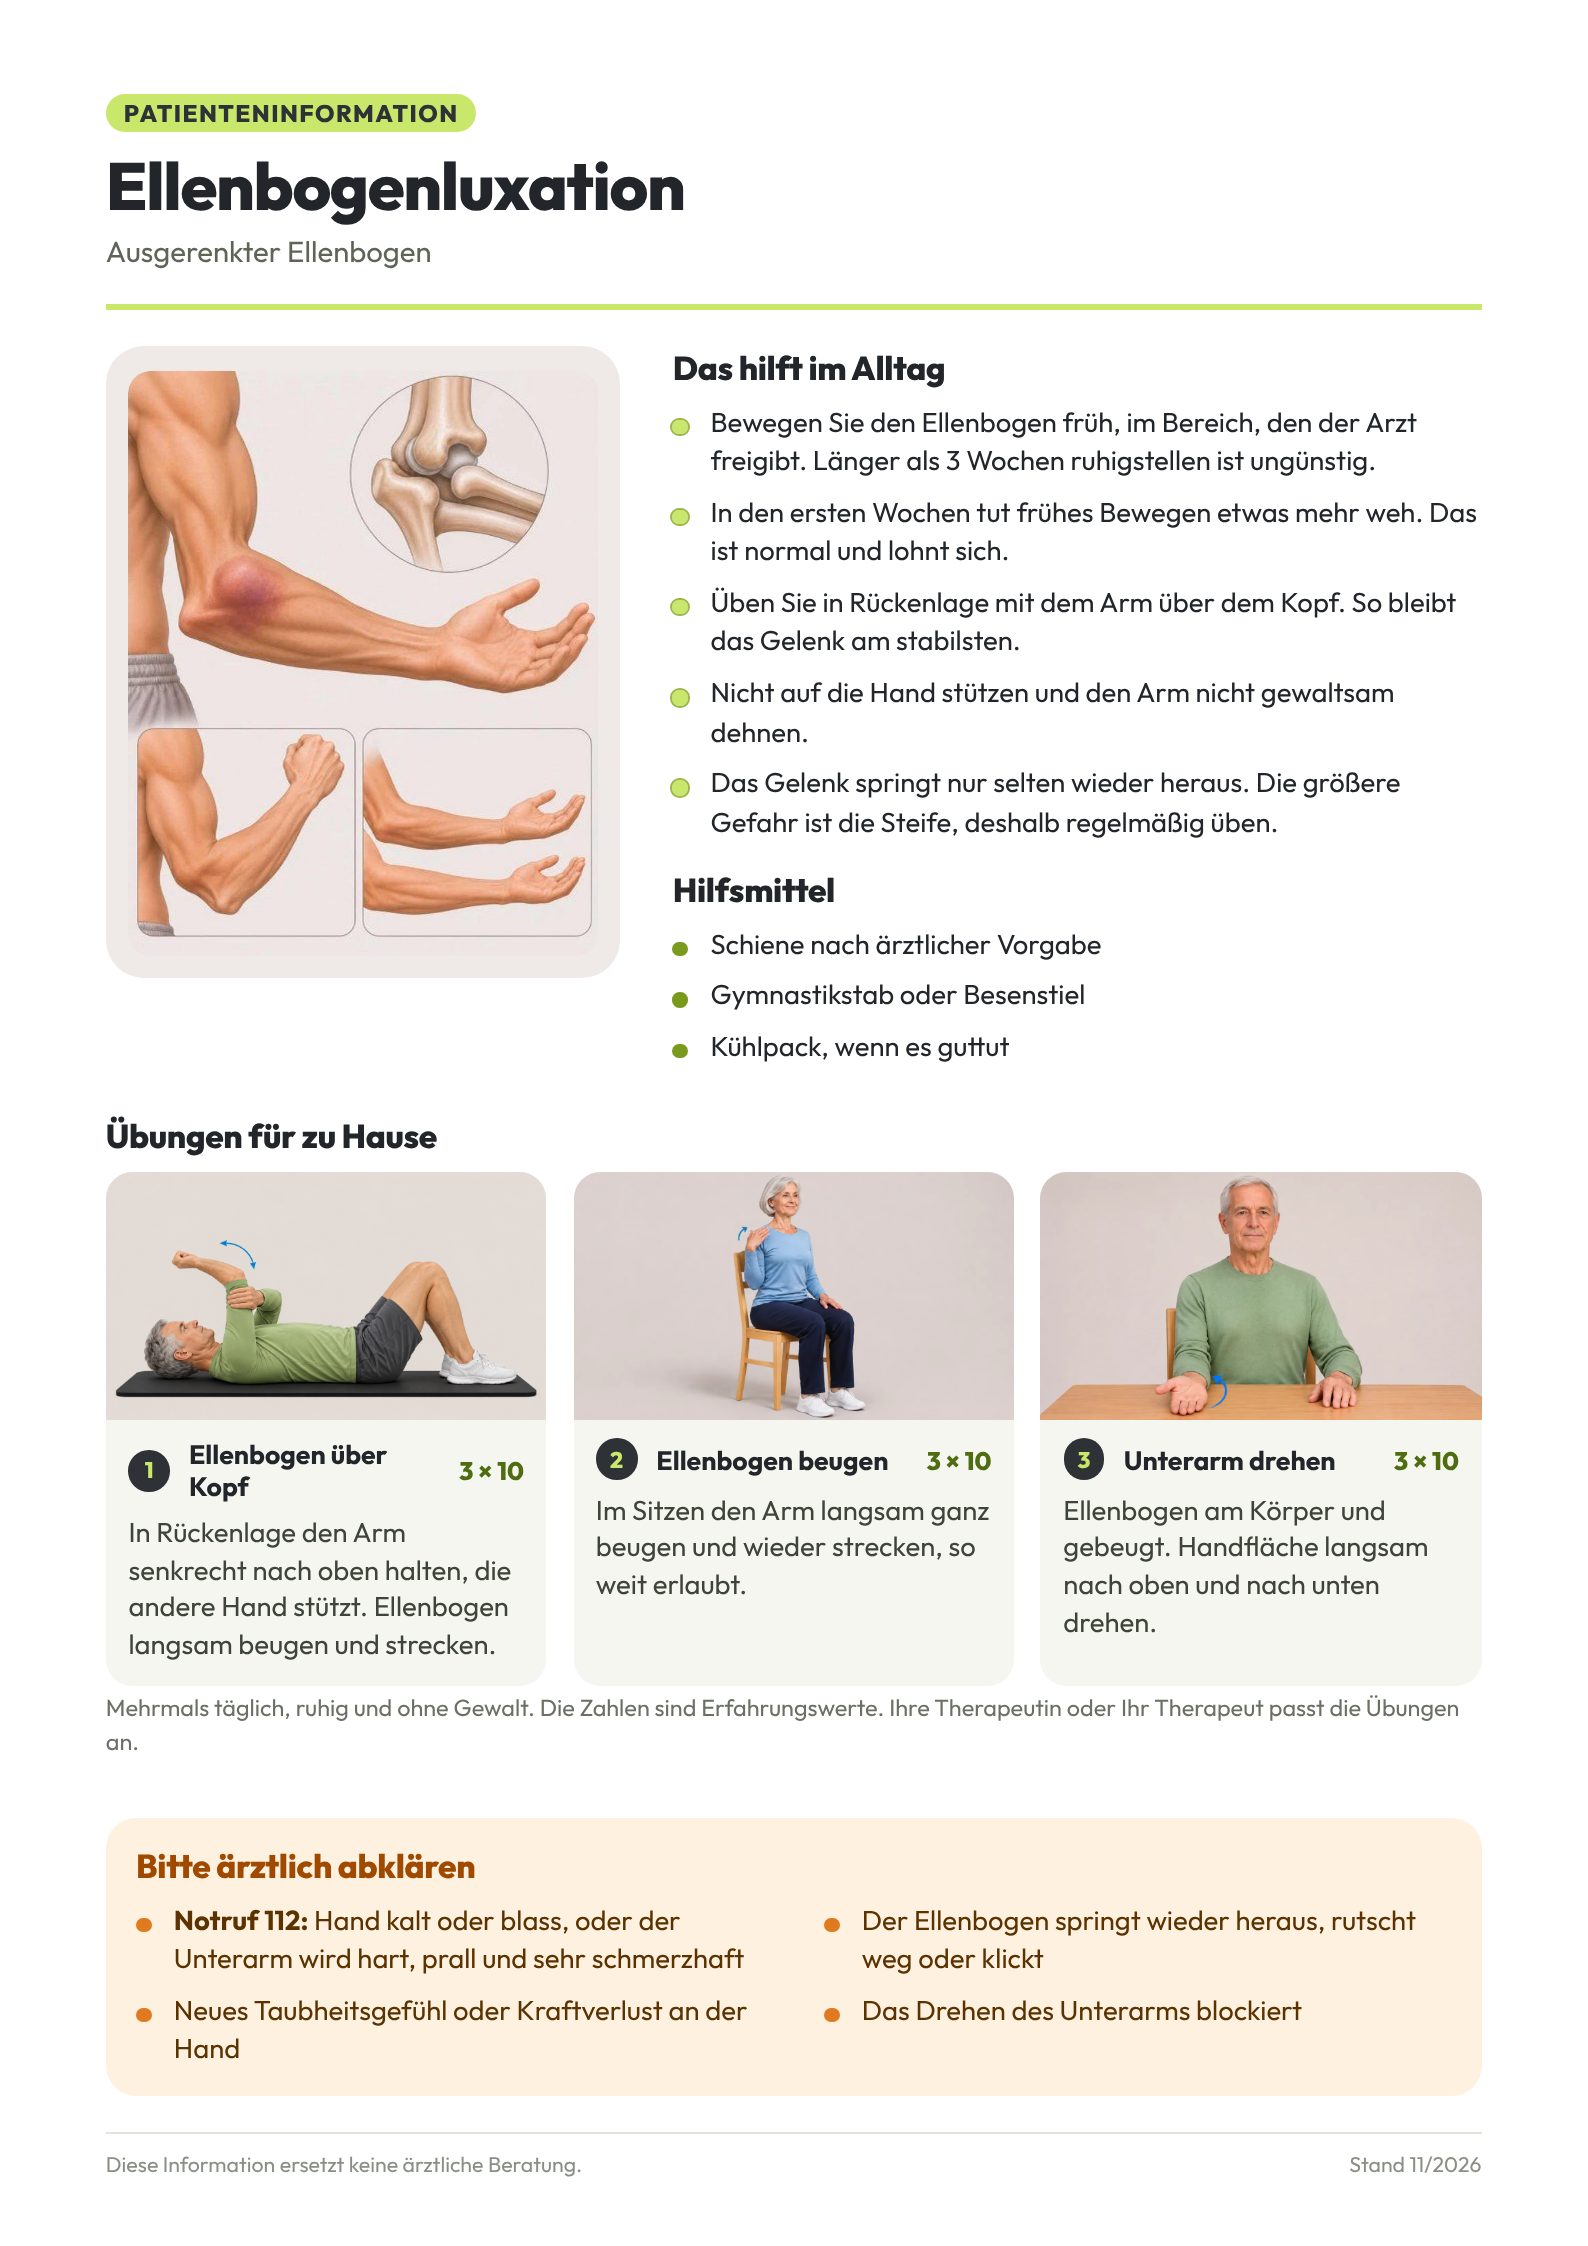 PATIENTENINFORMATION
Ellenbogenluxation
Ausgerenkter Ellenbogen
Das hilft im Alltag
Bewegen Sie den Ellenbogen früh, im Bereich, den der Arzt
freigibt. Länger als 3 Wochen ruhigstellen ist ungünstig.
In den ersten Wochen tut frühes Bewegen etwas mehr weh. Das
ist normal und lohnt sich.
Üben Sie in Rückenlage mit dem Arm über dem Kopf. So bleibt
das Gelenk am stabilsten.
Nicht auf die Hand stützen und den Arm nicht gewaltsam
dehnen.
Das Gelenk springt nur selten wieder heraus. Die größere
Gefahr ist die Steife, deshalb regelmäßig üben.
Hilfsmittel
Schiene nach ärztlicher Vorgabe
Gymnastikstab oder Besenstiel
Kühlpack, wenn es guttut
Übungen für zu Hause
1 Ellenbogen über
Kopf
3 × 10
In Rückenlage den Arm
senkrecht nach oben halten, die
andere Hand stützt. Ellenbogen
langsam beugen und strecken.
2 Ellenbogen beugen 3 × 10
Im Sitzen den Arm langsam ganz
beugen und wieder strecken, so
weit erlaubt.
3 Unterarm drehen 3 × 10
Ellenbogen am Körper und
gebeugt. Handfläche langsam
nach oben und nach unten
drehen.
Mehrmals täglich, ruhig und ohne Gewalt. Die Zahlen sind Erfahrungswerte. Ihre Therapeutin oder Ihr Therapeut passt die Übungen
an.
Bitte ärztlich abklären
Notruf 112: Hand kalt oder blass, oder der
Unterarm wird hart, prall und sehr schmerzhaft
Neues Taubheitsgefühl oder Kraftverlust an der
Hand
Der Ellenbogen springt wieder heraus, rutscht
weg oder klickt
Das Drehen des Unterarms blockiert
Diese Information ersetzt keine ärztliche Beratung.
Stand 11/2026